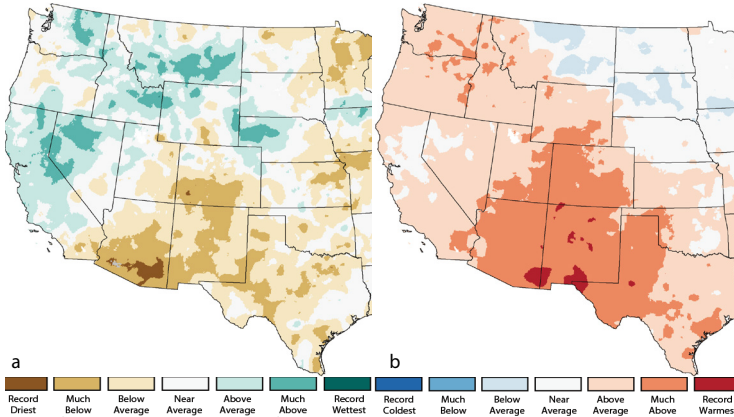 a
b
Record Driest
Much Below
Below Average
Near Average
Above Average
Much Above
Record Wettest
Record Coldest
Much Below
Below Average
Near Average
Above Average
Much Above
Record Warmes